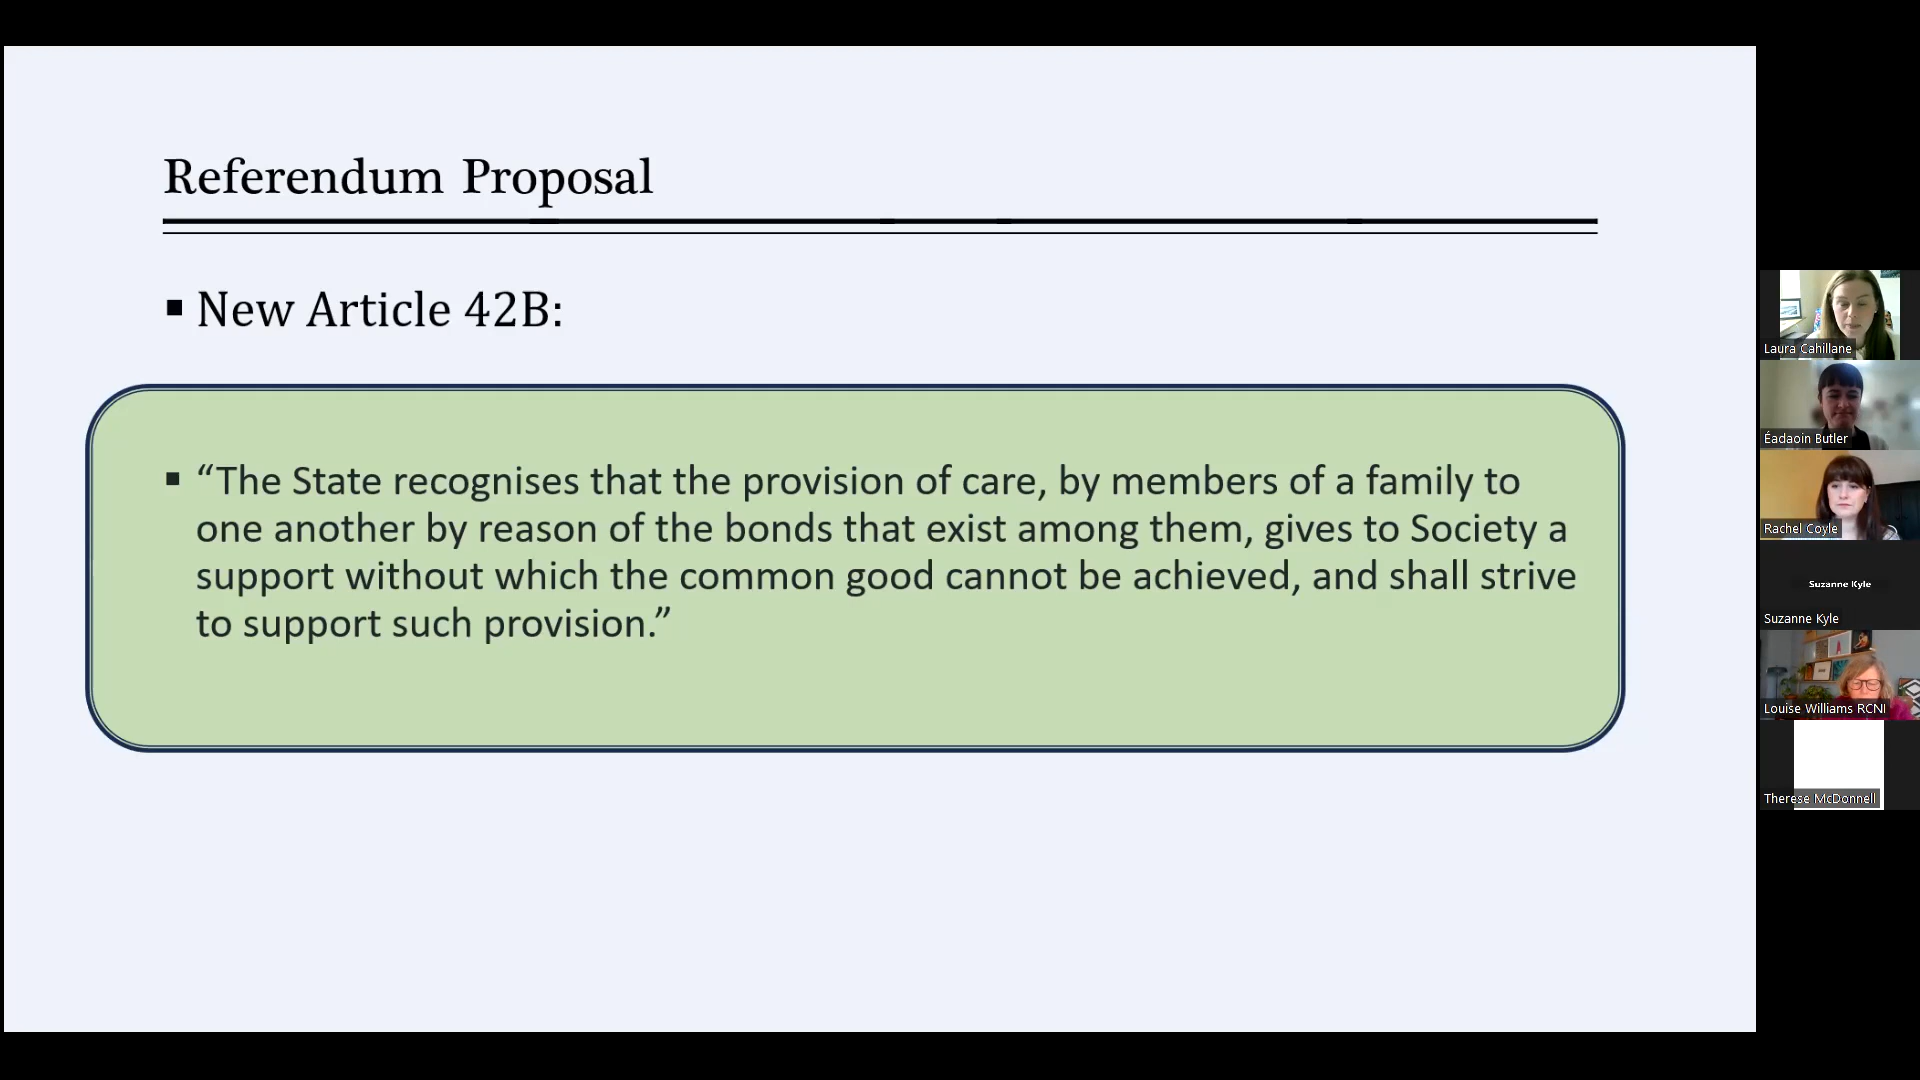 Referendum Proposal
▪ New Article 42B:
▪ “The State recognises that the provision of care, by members of a family to
one another by reason of the bonds that exist among them, gives to Society a
support without which the common good cannot be achieved, and shall strive
to support such provision.”
Laura Cahillane
Éadaoin Butler
Rachel Coyle
Suzanne Kyle
Suzanne Kyle
Louise Williams RCNI
Therese McDonnell